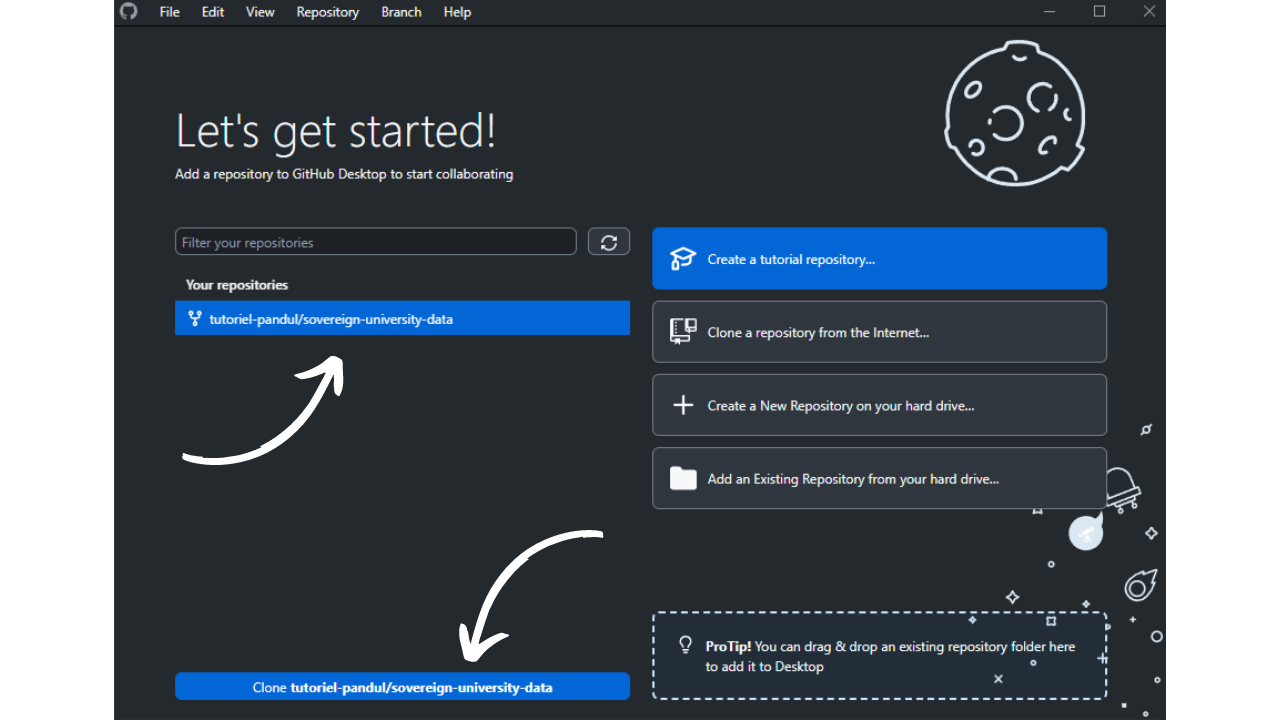 File Edit View Repository Branch Help
Let's get started!
Add a repository to GitHub Desktop to start collaborating
Filter your repositories
Your repositories
tutoriel-pandul/sovereign-university-data
Clone tutoriel-pandul/sovereign-university-data
Create a tutorial repository...
Clone a repository from the Internet...
Create a New Repository on your hard drive...
Add an Existing Repository from your hard drive...
ProTip! You can drag & drop an existing repository folder here
to add it to Desktop